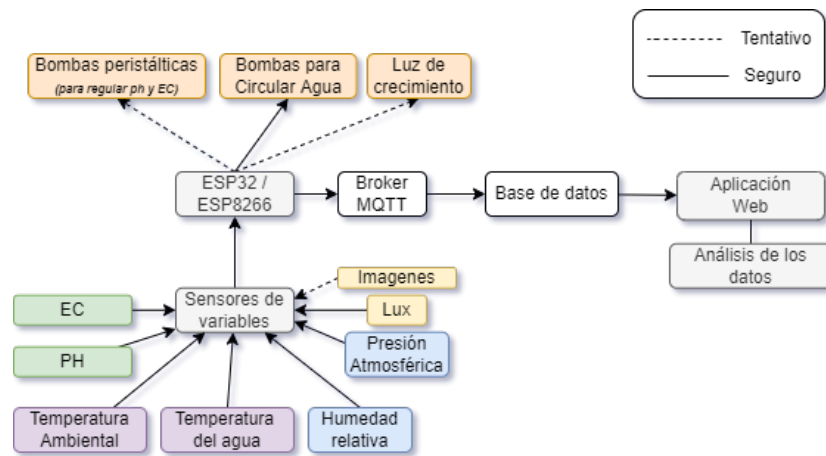 Bombas peristálticas
(para regular ph y EC)
Bombas para
Circular Agua
Luz de
crecimiento
Tentativo
Seguro
ESP32 /
ESP8266
Broker
MQTT
Base de datos
Aplicación
Web
Análisis de los
datos
Imagenes
EC
Sensores de
variables
Lux
PH
Presión
Atmosférica
Temperatura
Ambiental
Temperatura
del agua
Humedad
relativa